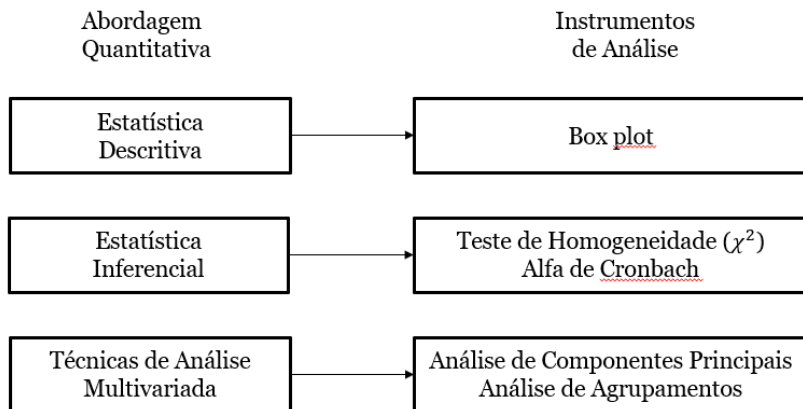 Abordagem
Quantitativa
Instrumentos
de Análise
Estatística
Descritiva
Box plot
Estatística
Inferencial
Teste de Homogeneidade (χ²)
Alfa de Cronbach
Técnicas de Análise
Multivariada
Análise de Componentes Principais
Análise de Agrupamentos